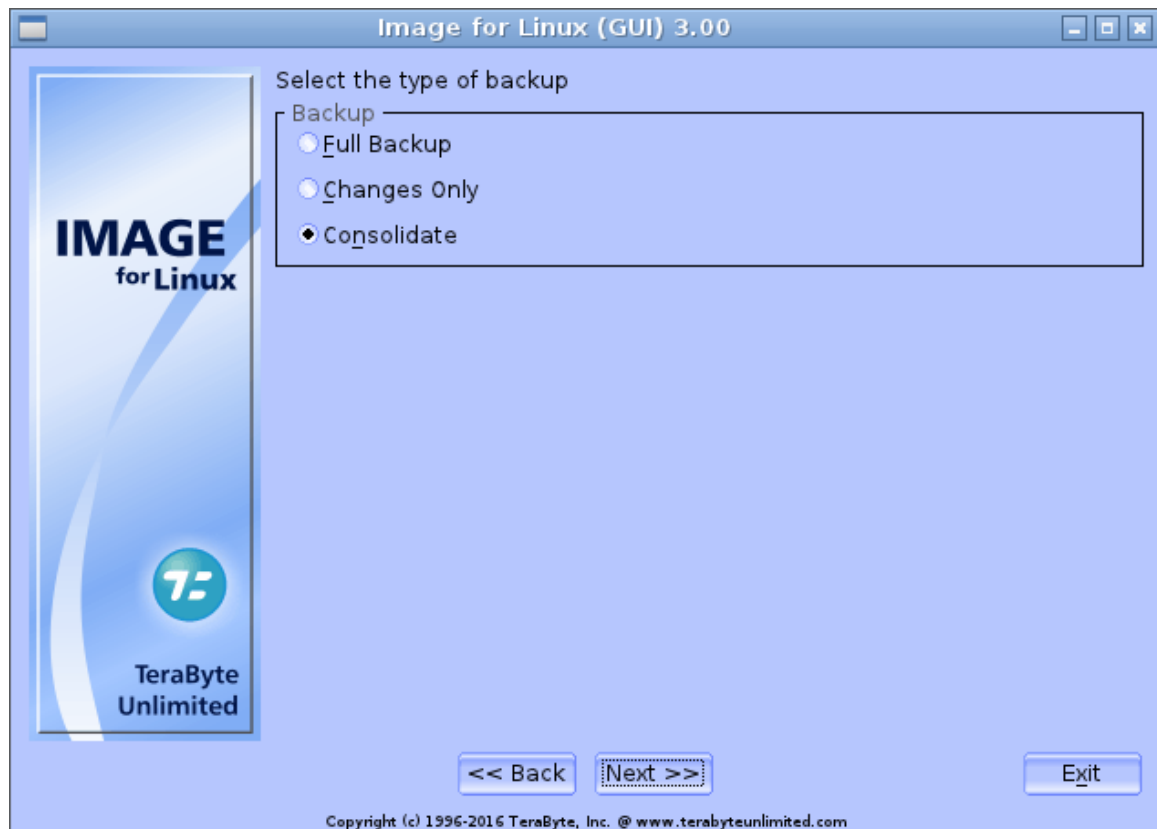 Image for Linux (GUI) 3.00
Select the type of backup
Backup
Full Backup
Changes Only
Consolidate
IMAGE
for Linux
TeraByte
Unlimited
<< Back
Next >>
Exit
Copyright (c) 1996-2016 TeraByte, Inc. @ www.terabyteunlimited.com